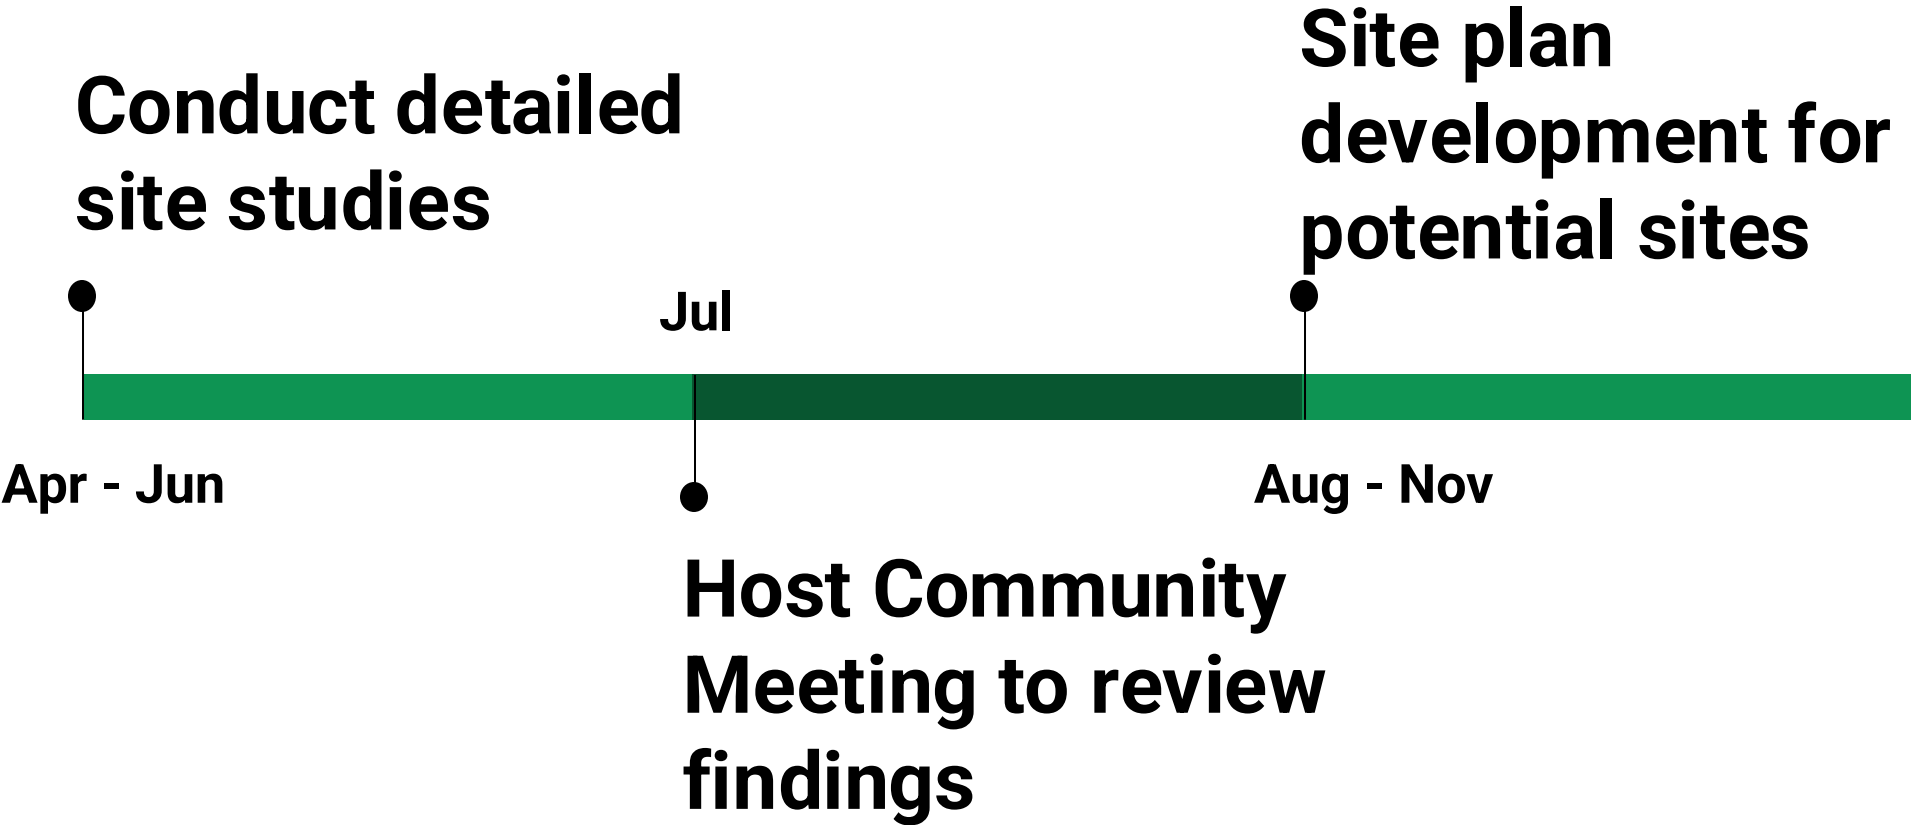 Conduct detailed
site studies
Apr - Jun
Jul
Host Community
Meeting to review
findings
Site plan
development for
potential sites
Aug - Nov